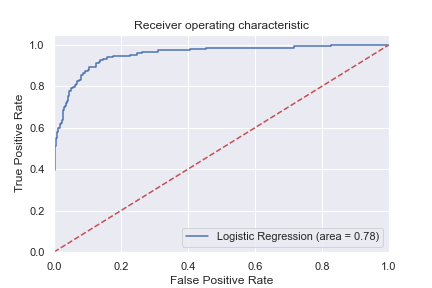 Receiver operating characteristic
1.0
0.8
0.6
0.4
0.2
0.0
True Positive Rate
Logistic Regression (area = 0.78)
0.0 0.2 0.4 0.6 0.8 1.0
False Positive Rate